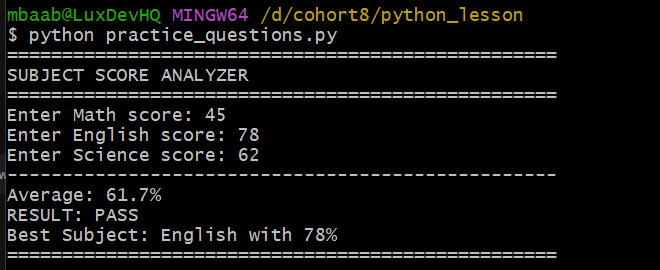 mbaab@LuxDevHQ MINGW64 /d/cohort8/python_lesson
$ python practice_questions.py
==================================================
SUBJECT SCORE ANALYZER
==================================================
Enter Math score: 45
Enter English score: 78
Enter Science score: 62
--------------------------------------------------
Average: 61.7%
RESULT: PASS
Best Subject: English with 78%
==================================================